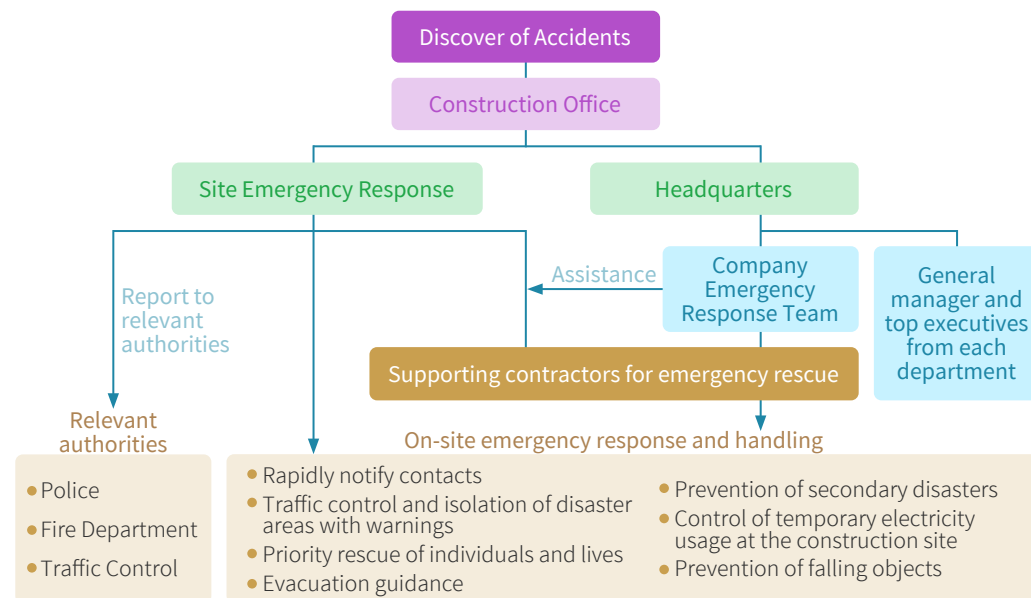 Discover of Accidents
Construction Office
Site Emergency Response
Headquarters
Report to
relevant
authorities
Assistance
Company
Emergency
Response Team
General
manager and
top executives
from each
department
Supporting contractors for emergency rescue
Relevant
authorities
Police
Fire Department
Traffic Control
On-site emergency response and handling
Rapidly notify contacts
Traffic control and isolation of disaster
areas with warnings
Priority rescue of individuals and lives
Evacuation guidance
Prevention of secondary disasters
Control of temporary electricity
usage at the construction site
Prevention of falling objects